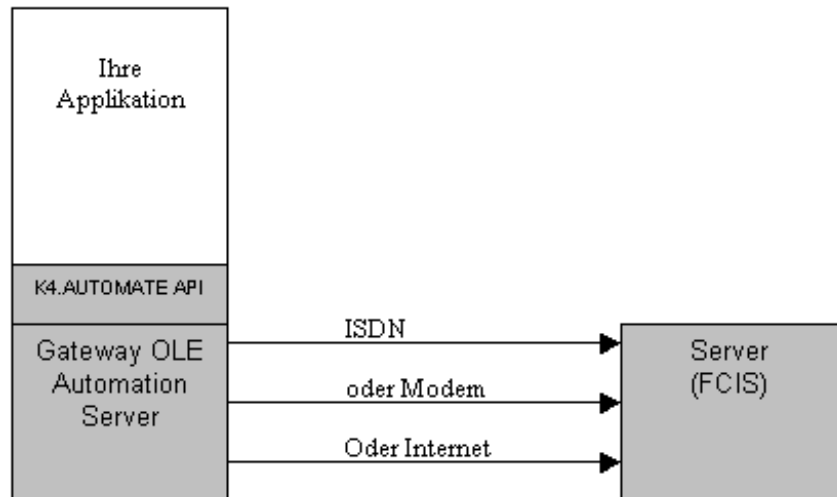 Ihre
Applikation
K4.AUTOMATE API
Gateway OLE
Automation
Server
ISDN
oder Modem
Oder Internet
Server
(FCIS)